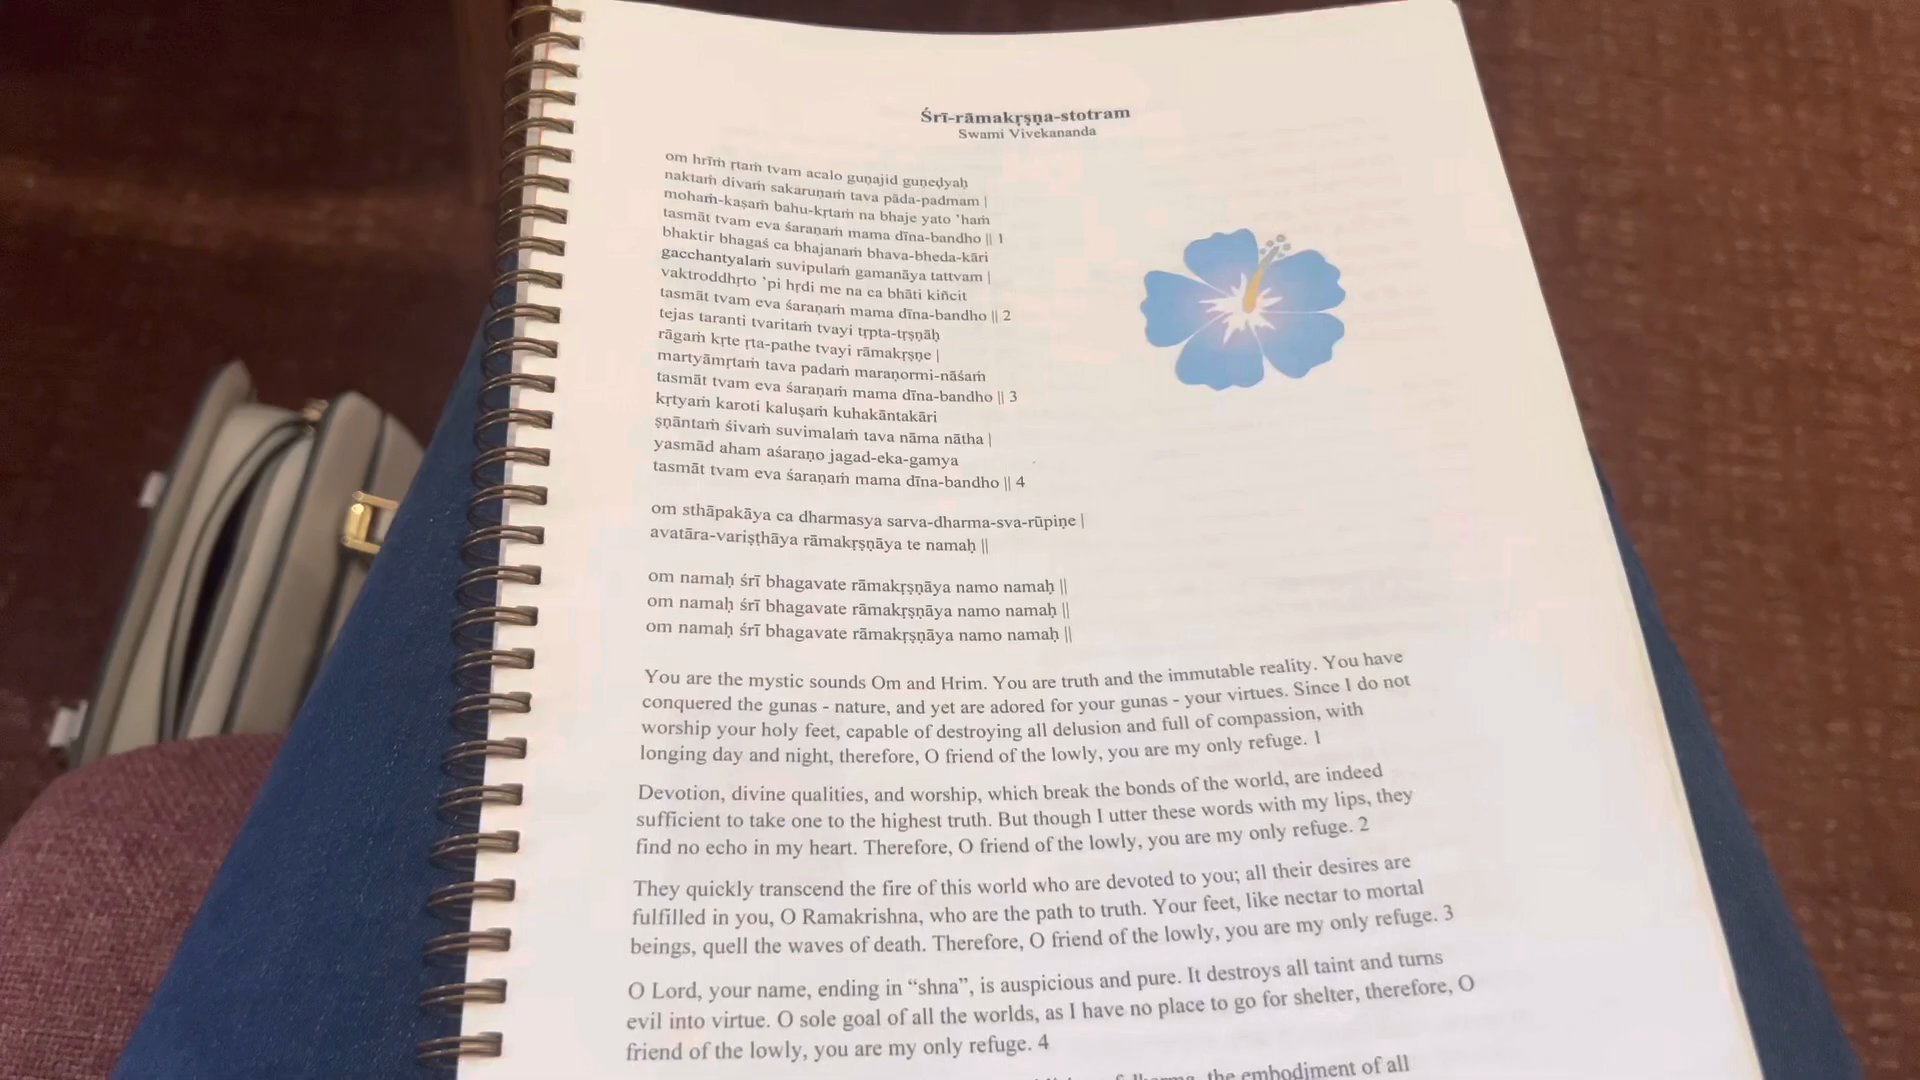 Śrī-rāmakṛṣṇa-stotram
Swami Vivekananda
om hrīṁ ṛtaṁ tvam acalo guṇajid guṇeḍyaḥ
naktaṁ divaṁ sakaruṇaṁ tava pāda-padmam |
mohaṁ-kaṣaṁ bahu-kṛtaṁ na bhaje yato 'haṁ
tasmāt tvam eva śaraṇaṁ mama dīna-bandho || 1
bhaktir bhagaś ca bhajanaṁ bhava-bheda-kāri
gacchantyalaṁ suvipulaṁ gamanāya tattvam |
vaktroddhṛto `pi hṛdi me na ca bhāti kiñcit
tasmāt tvam eva śaraṇaṁ mama dīna-bandho || 2
tejas taranti tvaritaṁ tvayi tṛpta-tṛṣṇāḥ
rāgaṁ kṛte ṛta-pathe tvayi rāmakṛṣṇe |
martyāmṛtaṁ tava padaṁ maraṇormi-nāśaṁ
tasmāt tvam eva śaraṇaṁ mama dīna-bandho || 3
kṛtyaṁ karoti kaluṣaṁ kuhakāntakāri
ṣṇāntaṁ śivaṁ suvimalaṁ tava nāma nātha |
yasmād aham aśaraṇo jagad-eka-gamya
tasmāt tvam eva śaraṇaṁ mama dīna-bandho || 4
om sthāpakāya ca dharmasya sarva-dharma-sva-rūpiṇe |
avatāra-variṣṭhāya rāmakṛṣṇāya te namaḥ ||
om namaḥ śrī bhagavate rāmakṛṣṇāya namo namaḥ ||
om namaḥ śrī bhagavate rāmakṛṣṇāya namo namaḥ ||
om namaḥ śrī bhagavate rāmakṛṣṇāya namo namaḥ ||
You are the mystic sounds Om and Hrim. You are truth and the immutable reality. You have
conquered the gunas - nature, and yet are adored for your gunas - your virtues. Since I do not
worship your holy feet, capable of destroying all delusion and full of compassion, with
longing day and night, therefore, O friend of the lowly, you are my only refuge. 1
Devotion, divine qualities, and worship, which break the bonds of the world, are indeed
sufficient to take one to the highest truth. But though I utter these words with my lips, they
find no echo in my heart. Therefore, O friend of the lowly, you are my only refuge. 2
They quickly transcend the fire of this world who are devoted to you; all their desires are
fulfilled in you, O Ramakrishna, who are the path to truth. Your feet, like nectar to mortal
beings, quell the waves of death. Therefore, O friend of the lowly, you are my only refuge. 3
O Lord, your name, ending in “shna”, is auspicious and pure. It destroys all taint and turns
evil into virtue. O sole goal of all the worlds, as I have no place to go for shelter, therefore, O
friend of the lowly, you are my only refuge. 4
the embodiment of all